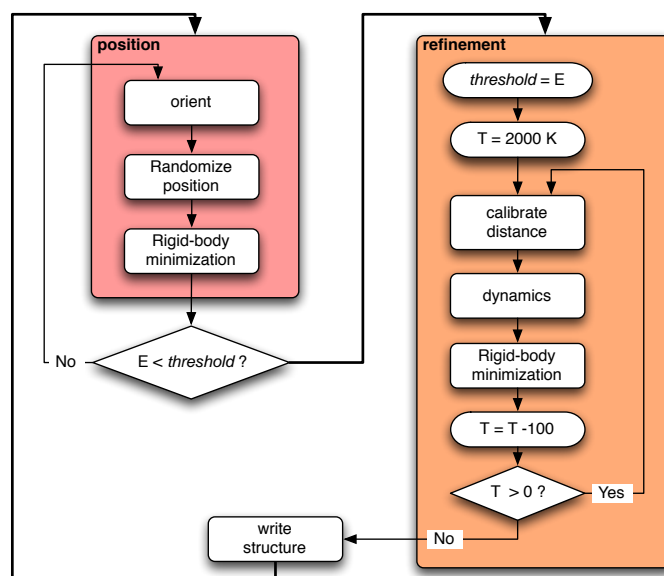 position
orient
Randomize
position
Rigid-body
minimization
No
E < threshold ?
refinement
threshold = E
T = 2000 K
calibrate
distance
dynamics
Rigid-body
minimization
T = T -100
T > 0 ?
Yes
No
write
structure